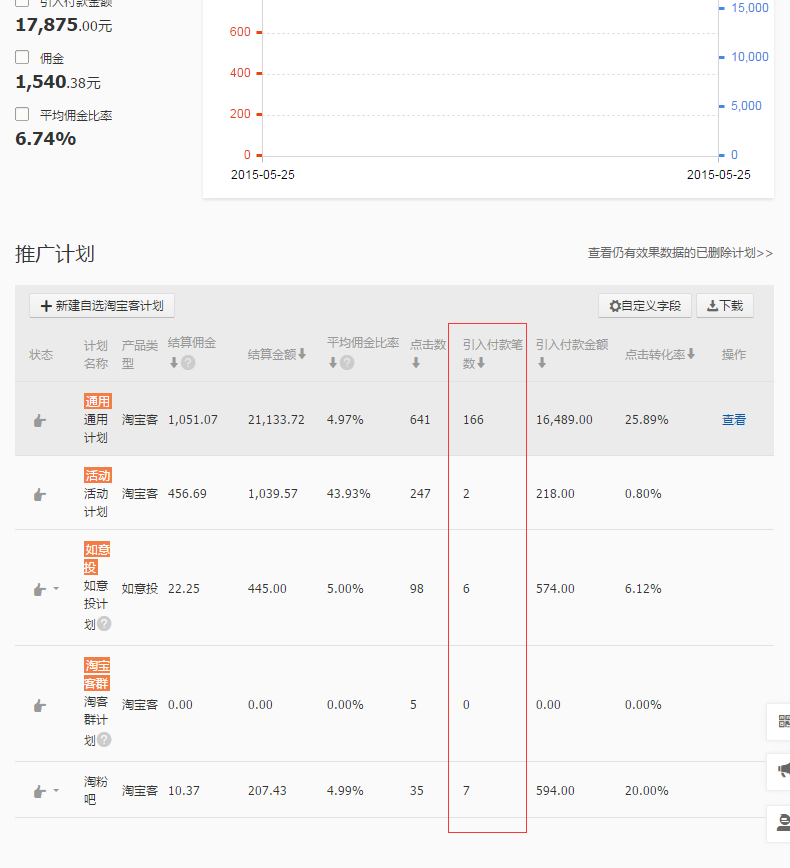 引入付款金额
17,875.00元
佣金
1,540.38元
平均佣金比率
6.74%
15,000
600
10,000
400
5,000
200
0
0
2015-05-25
2015-05-25
推广计划
查看仍有效果数据的已删除计划>>
新建自选淘宝客计划
自定义字段
下载
状态
计划
名称
产品类
型
结算佣金
结算金额
平均佣金比率
点击数
引入付款笔
数
引入付款金额
点击转化率
操作
通用
通用
计划
淘宝客
1,051.07
21,133.72
4.97%
641
166
16,489.00
25.89%
查看
活动
活动
计划
淘宝客
456.69
1,039.57
43.93%
247
2
218.00
0.80%
如意
投
如意
投计
划
如意投
22.25
445.00
5.00%
98
6
574.00
6.12%
淘宝
客群
淘客
群计
划
淘宝客
0.00
0.00
0.00%
5
0
0.00
0.00%
淘粉
吧
淘宝客
10.37
207.43
4.99%
35
7
594.00
20.00%